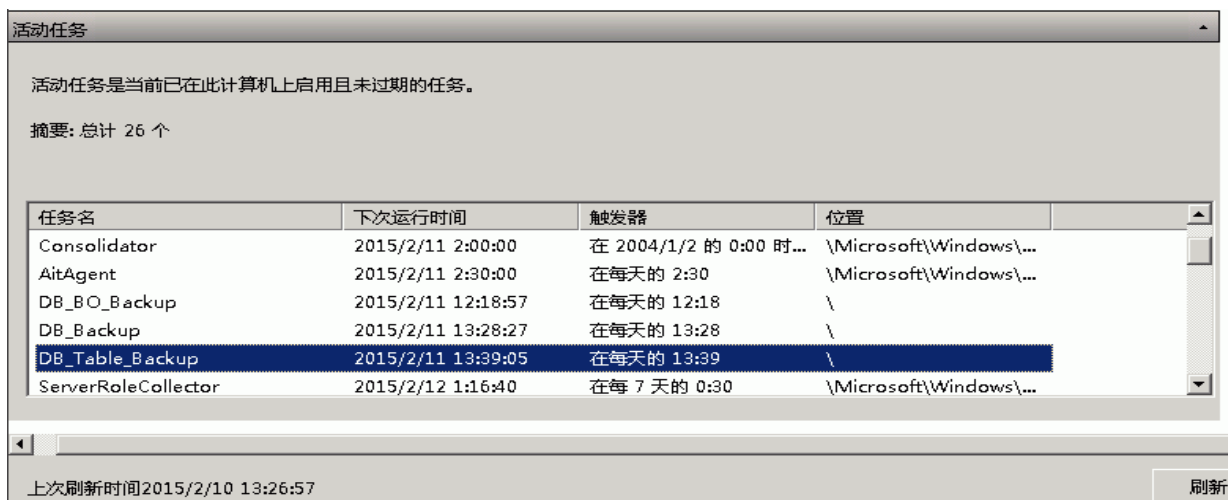 活动任务
活动任务是当前已在此计算机上启用且未过期的任务。
摘要: 总计 26 个
任务名 下次运行时间 触发器 位置
Consolidator 2015/2/11 2:00:00 在 2004/1/2 的 0:00 时... \Microsoft\Windows\...
AitAgent 2015/2/11 2:30:00 在每天的 2:30 \Microsoft\Windows\...
DB_BO_Backup 2015/2/11 12:18:57 在每天的 12:18 \
DB_Backup 2015/2/11 13:28:27 在每天的 13:28 \
DB_Table_Backup 2015/2/11 13:39:05 在每天的 13:39 \
ServerRoleCollector 2015/2/12 1:16:40 在每 7 天的 0:30 \Microsoft\Windows\...
上次刷新时间2015/2/10 13:26:57 刷新